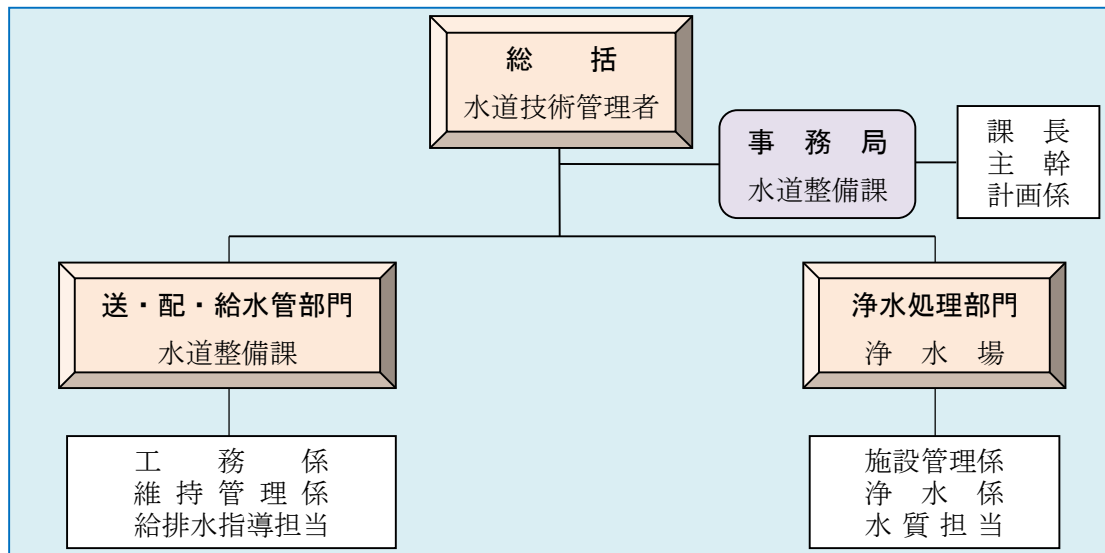 総括
水道技術管理者
事務局
水道整備課
課長
主幹
計画係
送・配・給水管部門
水道整備課
浄水処理部門
浄水場
工務係
維持管理係
給排水指導担当
施設管理係
浄水係
水質担当